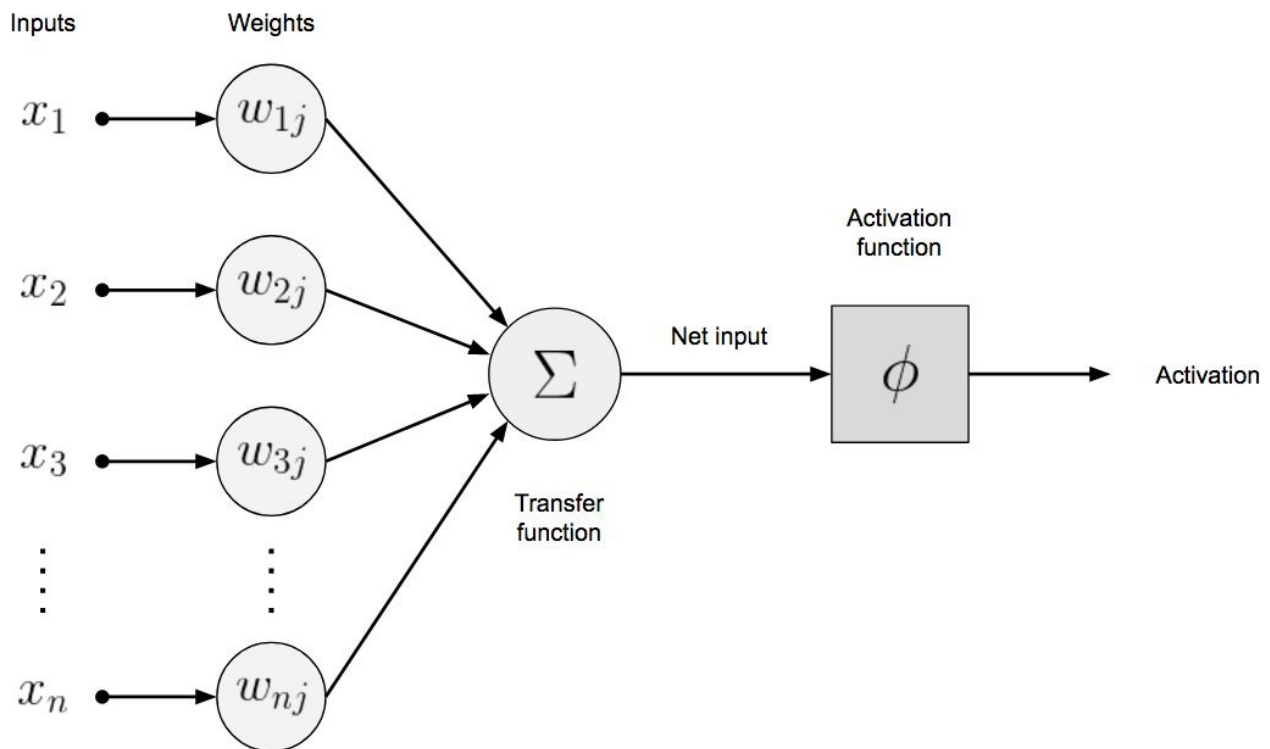 Inputs
Weights
x₁
w₁ⱼ
x₂
w₂ⱼ
x₃
w₃ⱼ
xₙ
wₙⱼ
Σ
Transfer
function
Net input
Activation
function
ϕ
Activation